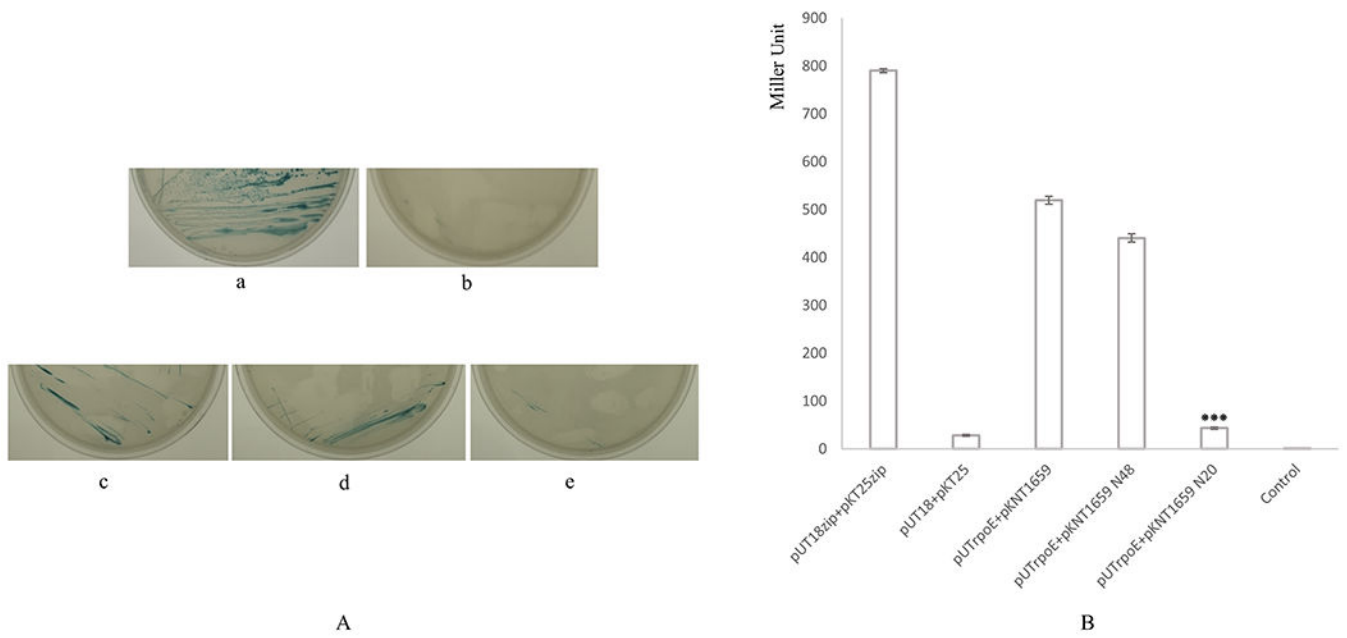 a
b
c
d
e
A
Miller Unit
900
800
700
600
500
400
300
200
100
0
***
pUT18zip+pKT25zip
pUT18+pKT25
pUTrpoE+pKNT1659
pUTrpoE+pKNT1659 N48
pUTrpoE+pKNT1659 N20
Control
B